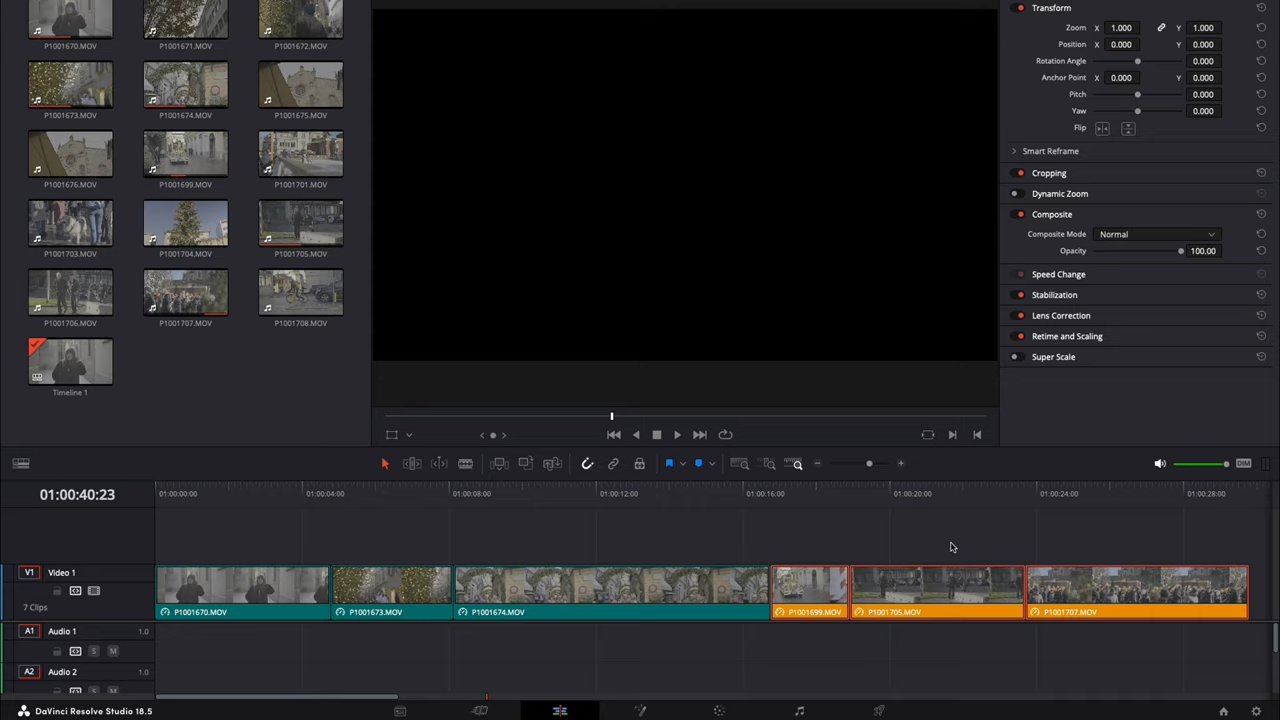 P1001670.MOV P1001671.MOV P1001672.MOV
P1001673.MOV P1001674.MOV P1001675.MOV
P1001676.MOV P1001699.MOV P1001701.MOV
P1001703.MOV P1001704.MOV P1001705.MOV
P1001706.MOV P1001707.MOV P1001708.MOV
Timeline 1
Transform
Zoom X 1.000 Y 1.000
Position X 0.000 Y 0.000
Rotation Angle 0.000
Anchor Point X 0.000 Y 0.000
Pitch 0.000
Yaw 0.000
Flip
Smart Reframe
Cropping
Dynamic Zoom
Composite
Composite Mode Normal
Opacity 100.00
Speed Change
Stabilization
Lens Correction
Retime and Scaling
Super Scale
DIM
01:00:40:23 01:00:00:00 01:00:04:00 01:00:08:00 01:00:12:00 01:00:16:00 01:00:20:00 01:00:24:00 01:00:28:00
V1 Video 1
7 Clips
P1001670.MOV P1001673.MOV P1001674.MOV P1001699.MOV P1001705.MOV P1001707.MOV
A1 Audio 1 1.0
S M
A2 Audio 2 1.0
S M
DaVinci Resolve Studio 18.5